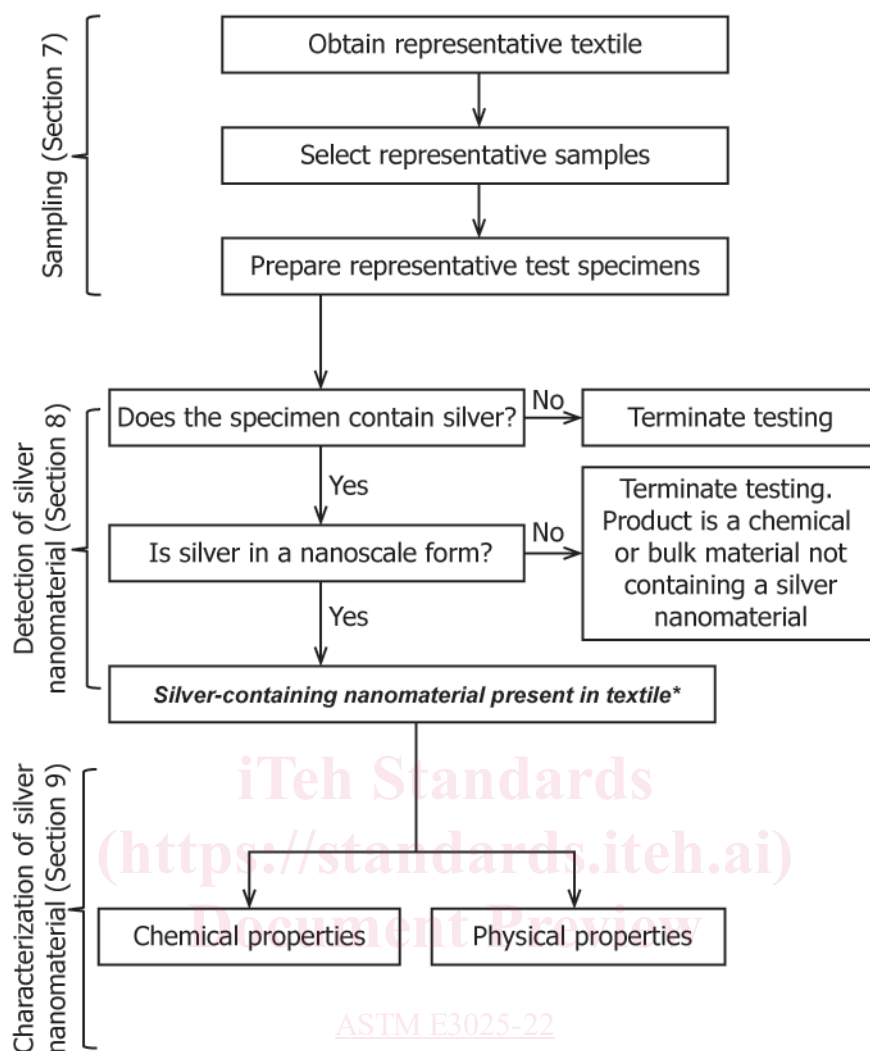 Sampling (Section 7)
Obtain representative textile
Select representative samples
Prepare representative test specimens
Detection of silver
nanomaterial (Section 8)
Does the specimen contain silver?
No
Terminate testing
Yes
Is silver in a nanoscale form?
No
Terminate testing.
Product is a chemical
or bulk material not
containing a silver
nanomaterial
Yes
Silver-containing nanomaterial present in textile*
Characterization of silver
nanomaterial (Section 9)
iTeh Standards
(https://standards.iteh.ai)
Document Preview
Chemical properties
Physical properties
ASTM E3025-22